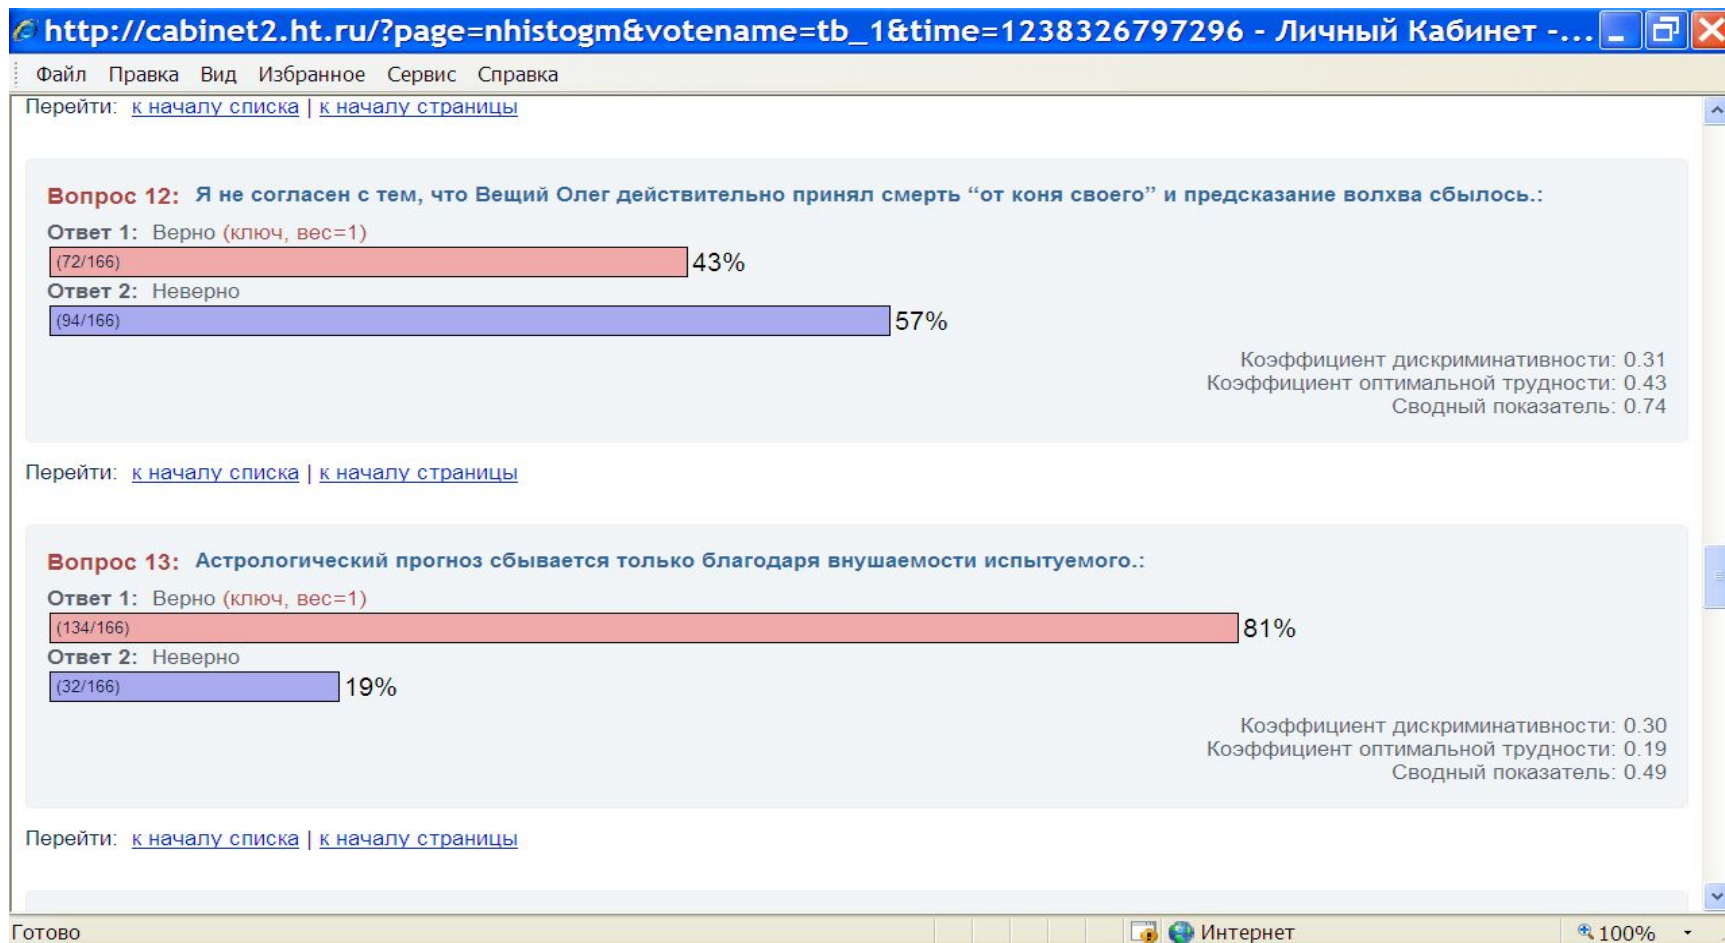 http://cabinet2.ht.ru/?page=nhistogm&votename=tb_1&time=1238326797296 - Личный Кабинет -...
Файл Правка Вид Избранное Сервис Справка
Перейти: к началу списка | к началу страницы
Вопрос 12: Я не согласен с тем, что Вещий Олег действительно принял смерть “от коня своего” и предсказание волхва сбылось.:
Ответ 1: Верно (ключ, вес=1)
(72/166) 43%
Ответ 2: Неверно
(94/166) 57%
Коэффициент дискриминативности: 0.31
Коэффициент оптимальной трудности: 0.43
Сводный показатель: 0.74
Перейти: к началу списка | к началу страницы
Вопрос 13: Астрологический прогноз сбывается только благодаря внушаемости испытуемого.:
Ответ 1: Верно (ключ, вес=1)
(134/166) 81%
Ответ 2: Неверно
(32/166) 19%
Коэффициент дискриминативности: 0.30
Коэффициент оптимальной трудности: 0.19
Сводный показатель: 0.49
Перейти: к началу списка | к началу страницы
Готово Интернет 100%